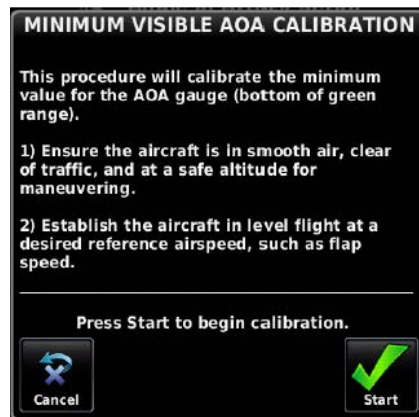 MINIMUM VISIBLE AOA CALIBRATION
This procedure will calibrate the minimum
value for the AOA gauge (bottom of green
range).
1) Ensure the aircraft is in smooth air, clear
of traffic, and at a safe altitude for
maneuvering.
2) Establish the aircraft in level flight at a
desired reference airspeed, such as flap
speed.
Press Start to begin calibration.
Cancel
Start